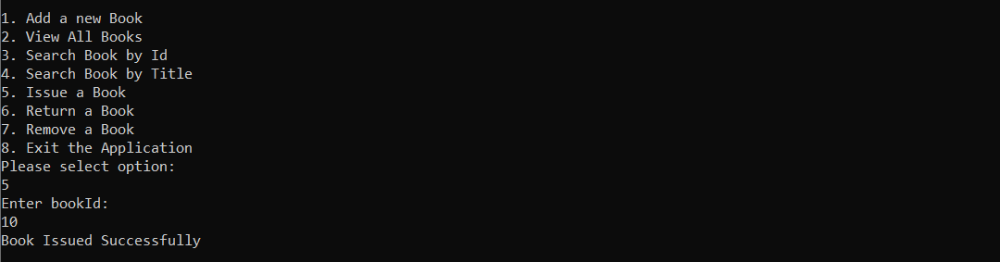 1. Add a new Book
2. View All Books
3. Search Book by Id
4. Search Book by Title
5. Issue a Book
6. Return a Book
7. Remove a Book
8. Exit the Application
Please select option:
5
Enter bookId:
10
Book Issued Successfully